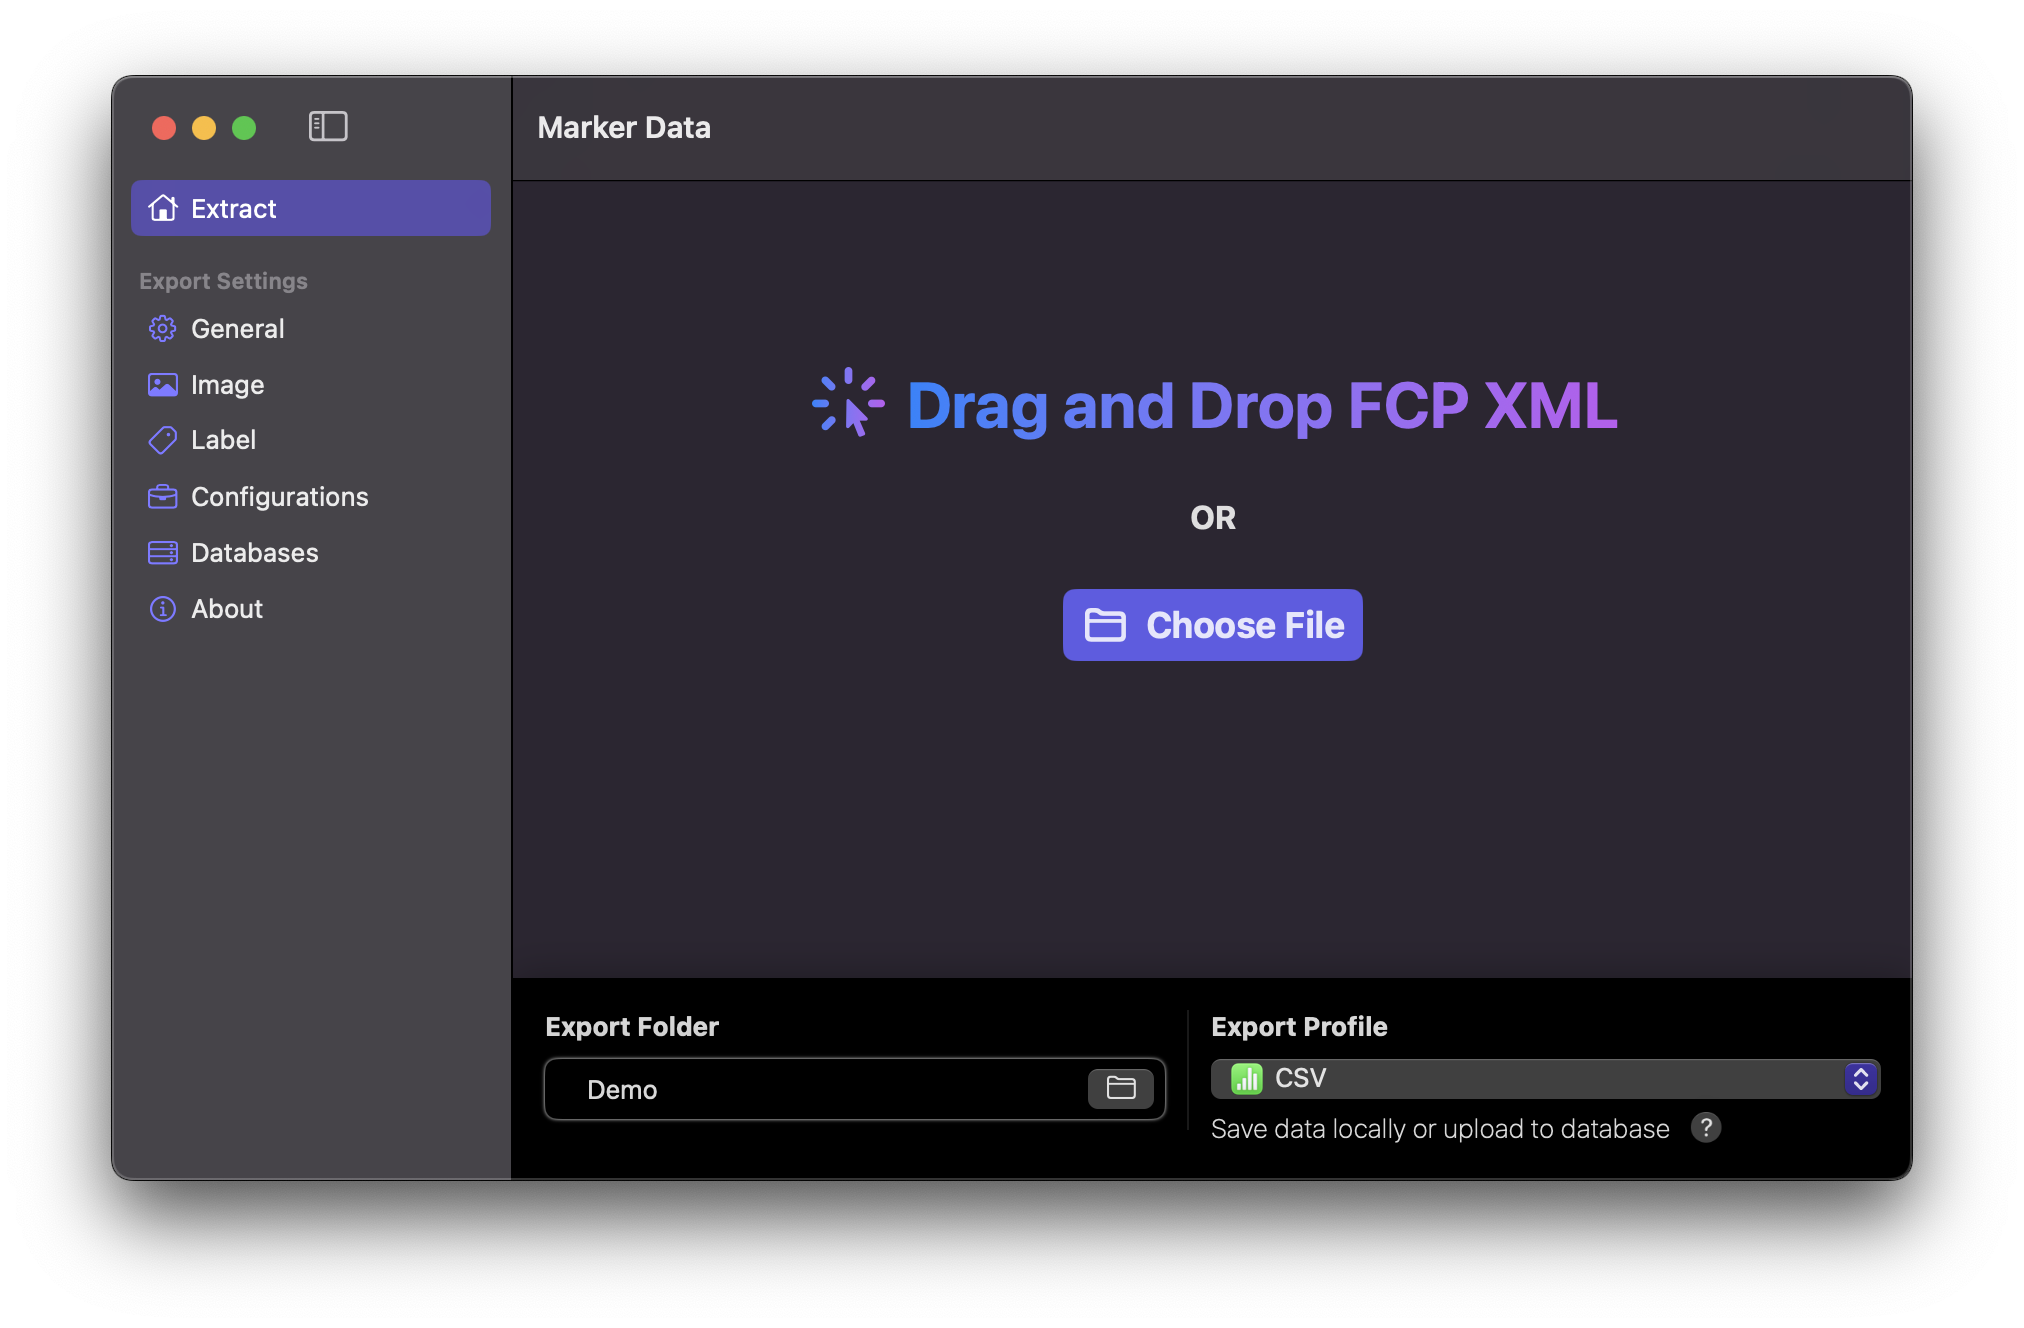 Marker Data
Extract
Export Settings
General
Image
Label
Configurations
Databases
About
Drag and Drop FCP XML
OR
Choose File
Export Folder
Demo
Export Profile
CSV
Save data locally or upload to database ?